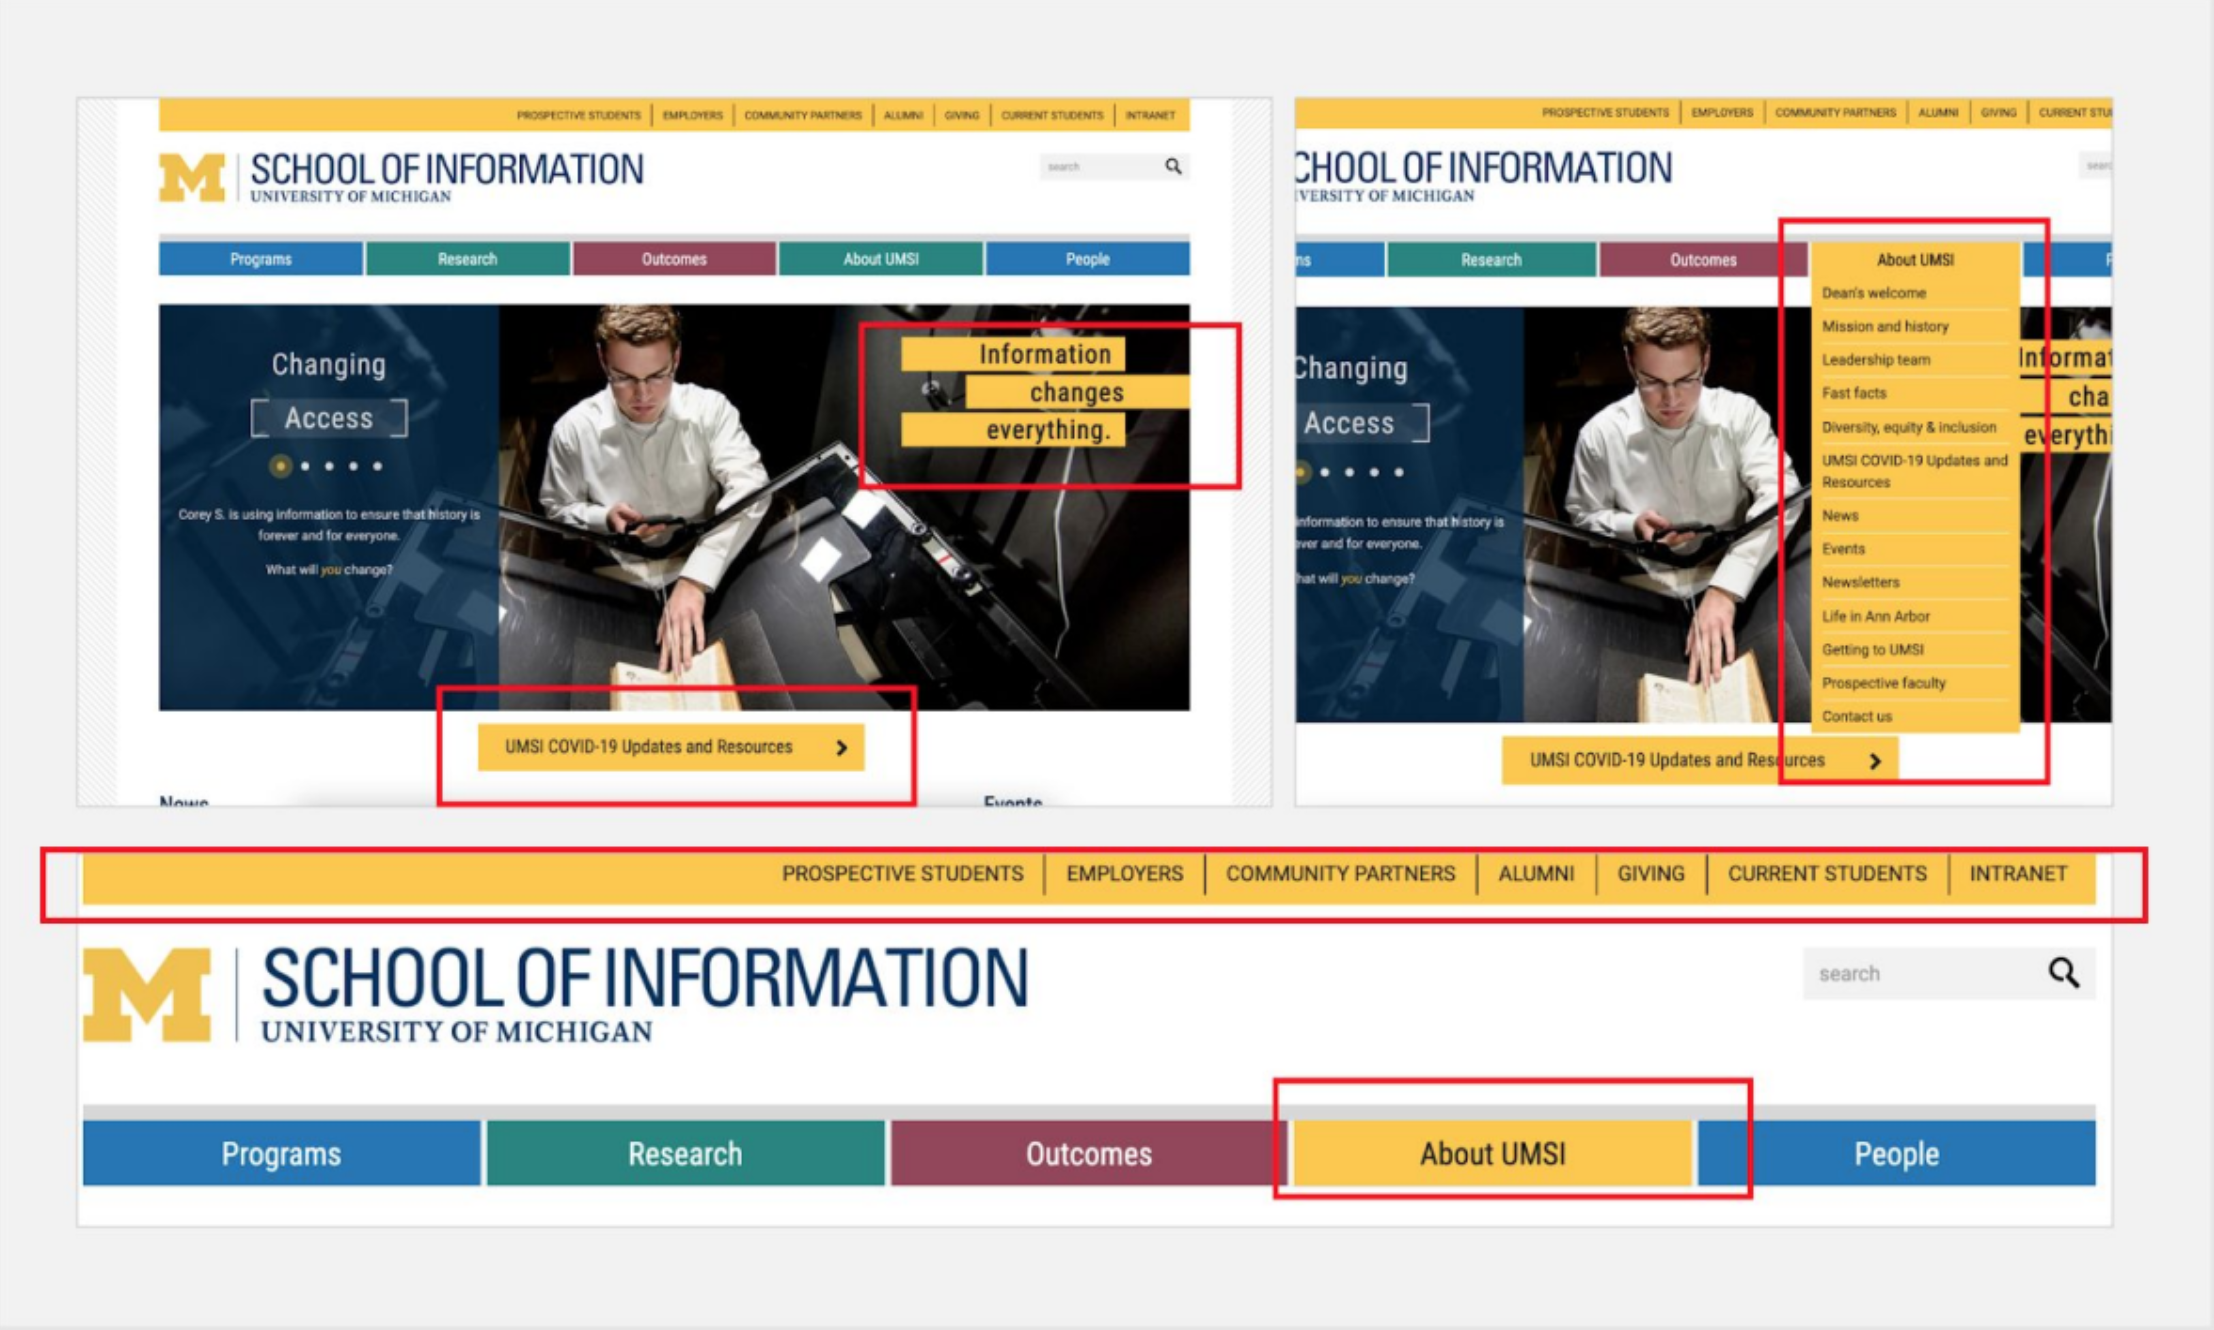 PROSPECTIVE STUDENTS EMPLOYERS COMMUNITY PARTNERS ALUMNI GIVING CURRENT STUDENTS INTRANET
M SCHOOL OF INFORMATION
UNIVERSITY OF MICHIGAN
search
Programs Research Outcomes About UMSI People
Changing
Access
Corey S. is using information to ensure that history is
forever and for everyone.
What will you change?
Information
changes
everything.
UMSI COVID-19 Updates and Resources
News Events
PROSPECTIVE STUDENTS EMPLOYERS COMMUNITY PARTNERS ALUMNI GIVING CURRENT STU
CHOOL OF INFORMATION
IVERSITY OF MICHIGAN
sear
ns Research Outcomes About UMSI P
Dean's welcome
Mission and history
Leadership team
Fast facts
Diversity, equity & inclusion
UMSI COVID-19 Updates and
Resources
News
Events
Newsletters
Life in Ann Arbor
Getting to UMSI
Prospective faculty
Contact us
Changing
Access
information to ensure that history is
ever and for everyone.
hat will you change?
Informat
cha
everythi
UMSI COVID-19 Updates and Resources
PROSPECTIVE STUDENTS EMPLOYERS COMMUNITY PARTNERS ALUMNI GIVING CURRENT STUDENTS INTRANET
M SCHOOL OF INFORMATION
UNIVERSITY OF MICHIGAN
search
Programs Research Outcomes About UMSI People